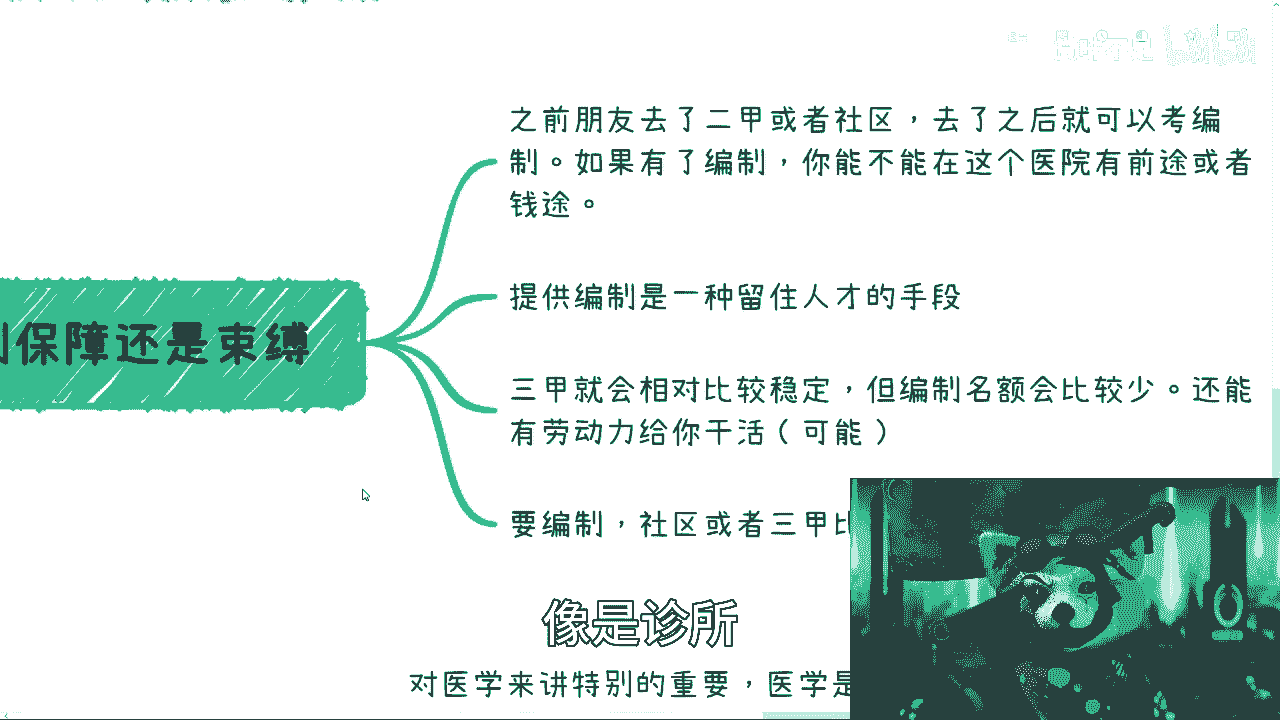 之前朋友去了二甲或者社区，去了之后就可以考编
制。如果有了编制，你能不能在这个医院有前途或者
钱途。
提供编制是一种留住人才的手段
保障还是束缚
三甲就会相对比较稳定，但编制名额会比较少。还能
有劳动力给你干活（可能）
要编制，社区或者三甲比
像是诊所
对医学来讲特别的重要，医学是